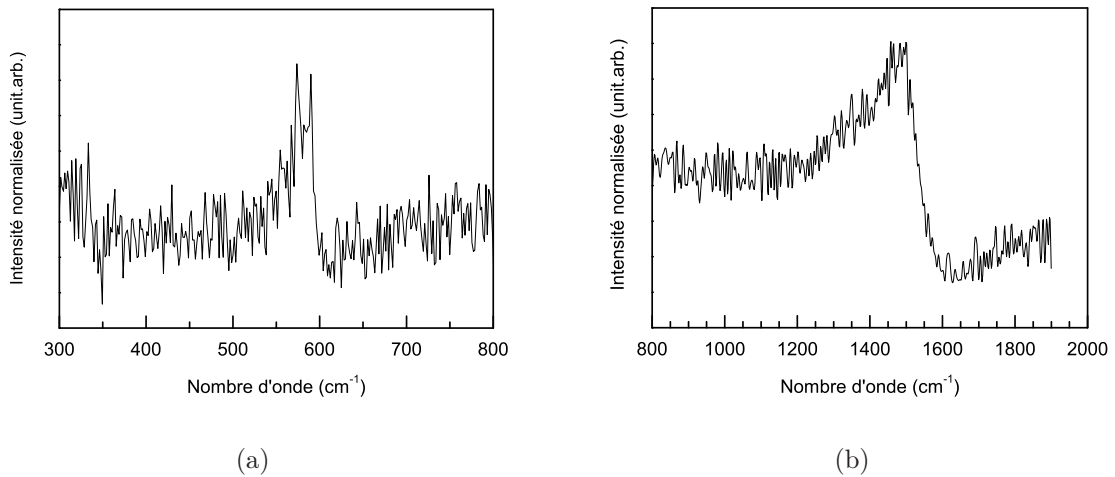 Intensité normalisée (unit.arb.)
300 400 500 600 700 800
Nombre d'onde (cm-1)
(a)
Intensité normalisée (unit.arb.)
800 1000 1200 1400 1600 1800 2000
Nombre d'onde (cm-1)
(b)